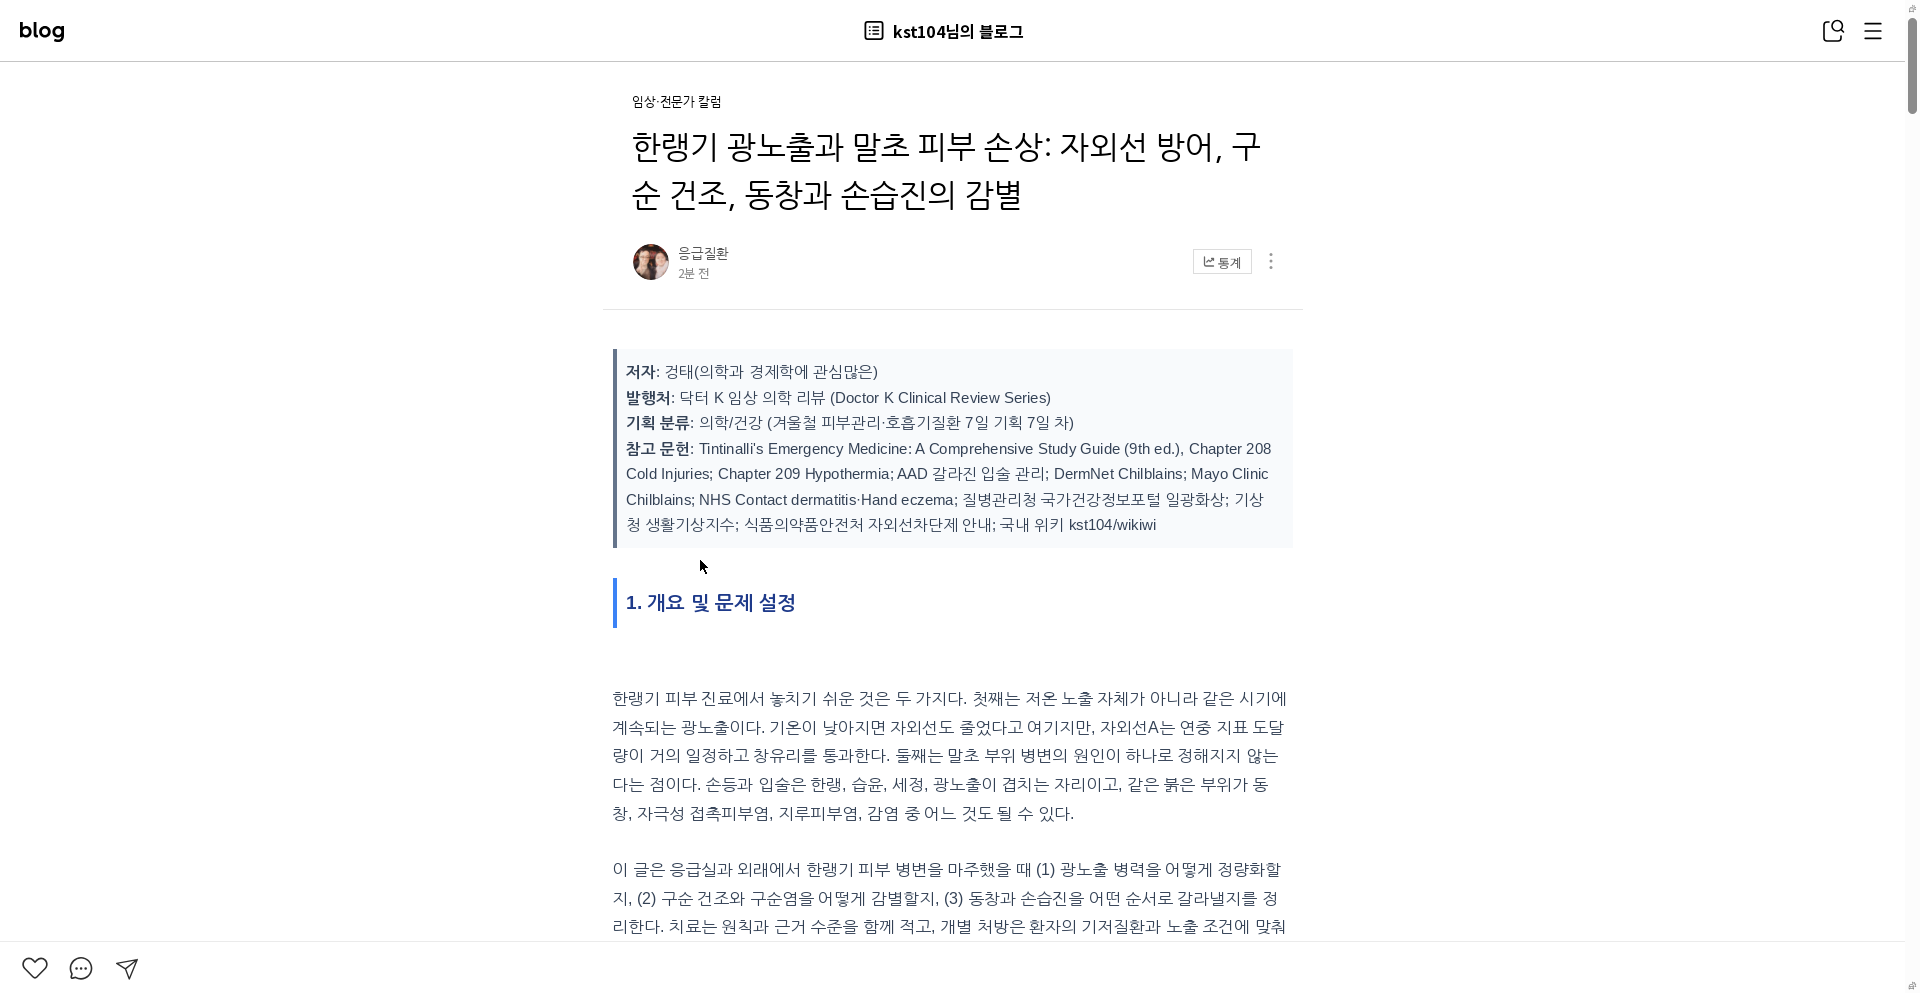 blog
kst104님의 블로그
임상·전문가 칼럼
한랭기 광노출과 말초 피부 손상: 자외선 방어, 구
순 건조, 동창과 손습진의 감별
응급질환
2분 전
통계
저자: 겅태(의학과 경제학에 관심많은)
발행처: 닥터 K 임상 의학 리뷰 (Doctor K Clinical Review Series)
기획 분류: 의학/건강 (겨울철 피부관리·호흡기질환 7일 기획 7일 차)
참고 문헌: Tintinalli's Emergency Medicine: A Comprehensive Study Guide (9th ed.), Chapter 208
Cold Injuries; Chapter 209 Hypothermia; AAD 갈라진 입술 관리; DermNet Chilblains; Mayo Clinic
Chilblains; NHS Contact dermatitis·Hand eczema; 질병관리청 국가건강정보포털 일광화상; 기상
청 생활기상지수; 식품의약품안전처 자외선차단제 안내; 국내 위키 kst104/wikiwi
1. 개요 및 문제 설정
한랭기 피부 진료에서 놓치기 쉬운 것은 두 가지다. 첫째는 저온 노출 자체가 아니라 같은 시기에
계속되는 광노출이다. 기온이 낮아지면 자외선도 줄었다고 여기지만, 자외선A는 연중 지표 도달
량이 거의 일정하고 창유리를 통과한다. 둘째는 말초 부위 병변의 원인이 하나로 정해지지 않는
다는 점이다. 손등과 입술은 한랭, 습윤, 세정, 광노출이 겹치는 자리이고, 같은 붉은 부위가 동
창, 자극성 접촉피부염, 지루피부염, 감염 중 어느 것도 될 수 있다.
이 글은 응급실과 외래에서 한랭기 피부 병변을 마주했을 때 (1) 광노출 병력을 어떻게 정량화할
지, (2) 구순 건조와 구순염을 어떻게 감별할지, (3) 동창과 손습진을 어떤 순서로 갈라낼지를 정
리한다. 치료는 원칙과 근거 수준을 함께 적고, 개별 처방은 환자의 기저질환과 노출 조건에 맞춰